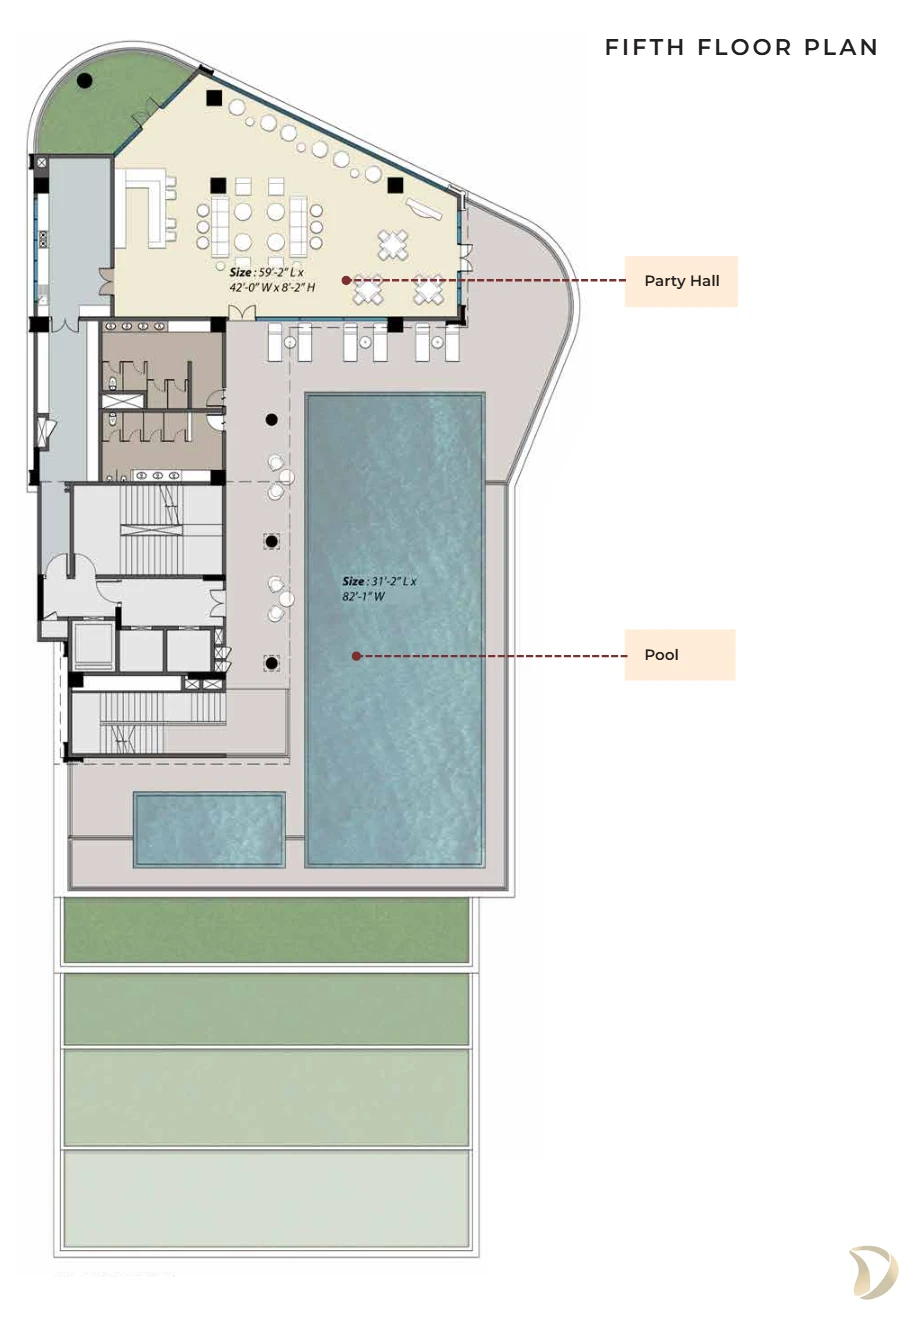 FIFTH FLOOR PLAN
Size : 59'-2" L x
42'-0" W x 8'-2" H
Party Hall
Size : 31'-2" L x
82'-1" W
Pool